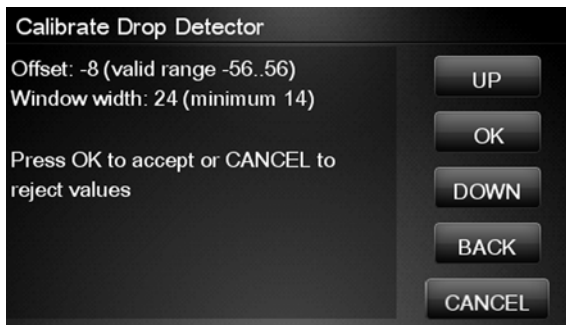 Calibrate Drop Detector
Offset: -8 (valid range -56..56)
Window width: 24 (minimum 14)
Press OK to accept or CANCEL to
reject values
UP
OK
DOWN
BACK
CANCEL